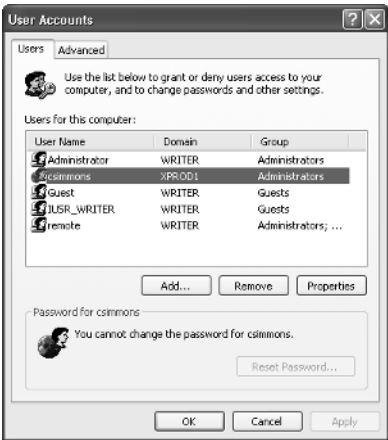 User Accounts
Users Advanced
Use the list below to grant or deny users access to your
computer, and to change passwords and other settings.
Users for this computer:
User Name Domain Group
Administrator WRITER Administrators
csimmons XPROD1 Administrators
Guest WRITER Guests
IUSR_WRITER WRITER Guests
remote WRITER Administrators; ...
Add... Remove Properties
Password for csimmons
You cannot change the password for csimmons.
Reset Password...
OK Cancel Apply